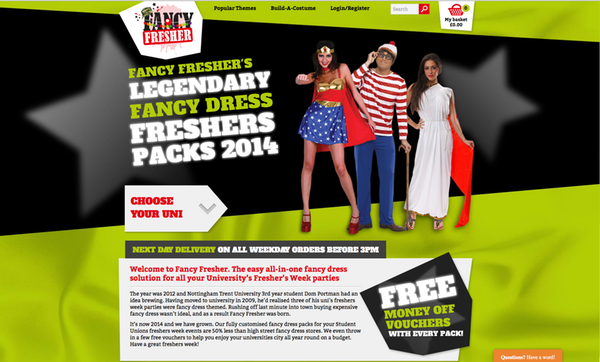 FANCY
FRESHER
Popular Themes
Build-A-Costume
Login/Register
Search
0
My basket
£0.00
FANCY FRESHER'S
LEGENDARY
FANCY DRESS
FRESHERS
PACKS 2014
CHOOSE
YOUR UNI
NEXT DAY DELIVERY ON ALL WEEKDAY ORDERS BEFORE 3PM
Welcome to Fancy Fresher. The easy all-in-one fancy dress
solution for all your University's Fresher's Week parties
The year was 2012 and Nottingham Trent University 3rd year student Dom Portman had an
idea brewing. Having moved to university in 2009, he'd realised three of his uni's freshers
week parties were fancy dress themed. Rushing off last minute into town buying expensive
fancy dress wasn't ideal, and as a result Fancy Fresher was born.
It's now 2014 and we have grown. Our fully customised fancy dress packs for your Student
Unions freshers week events are 50% less than high street fancy dress stores. We even throw
in a few free vouchers to help you enjoy your universities city all year round on a budget.
Have a great freshers week!
FREE
MONEY OFF
VOUCHERS
WITH EVERY PACK!
Questions? Have a word!